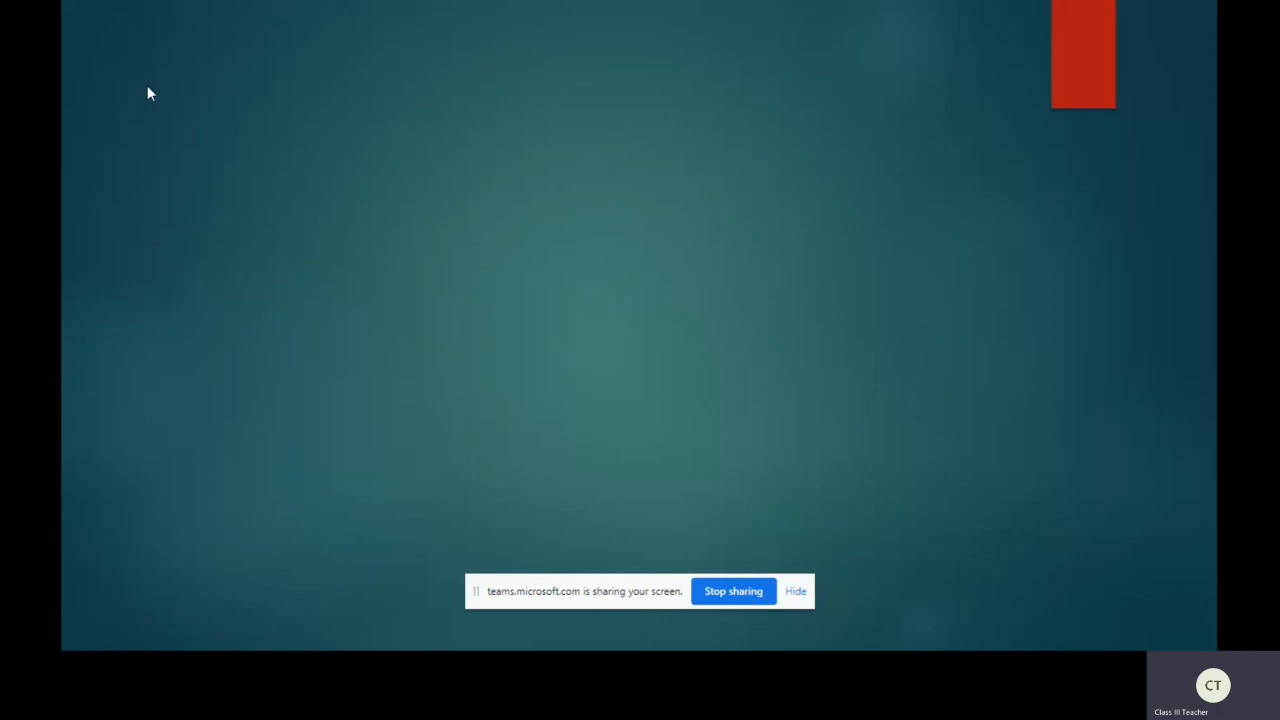 teams.microsoft.com is sharing your screen. Stop sharing Hide
CT
Class III Teacher